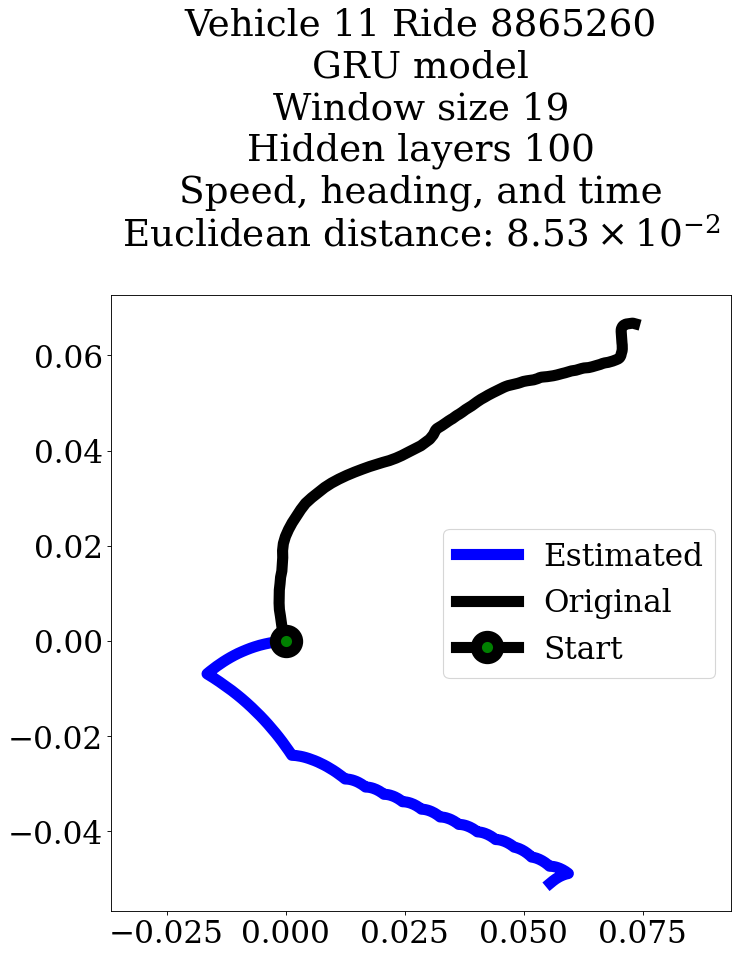 Vehicle 11 Ride 8865260
GRU model
Window size 19
Hidden layers 100
Speed, heading, and time
Euclidean distance: 8.53 × 10⁻²
0.06
0.04
0.02
0.00
−0.02
−0.04
Estimated
Original
Start
−0.025 0.000 0.025 0.050 0.075